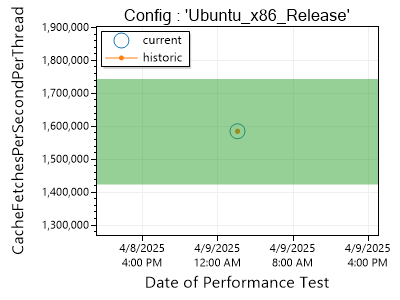 Config : 'Ubuntu_x86_Release'
current
historic
CacheFetchesPerSecondPerThread
1,900,000
1,800,000
1,700,000
1,600,000
1,500,000
1,400,000
1,300,000
4/8/2025 4/9/2025 4/9/2025 4/9/2025
4:00 PM 12:00 AM 8:00 AM 4:00 PM
Date of Performance Test